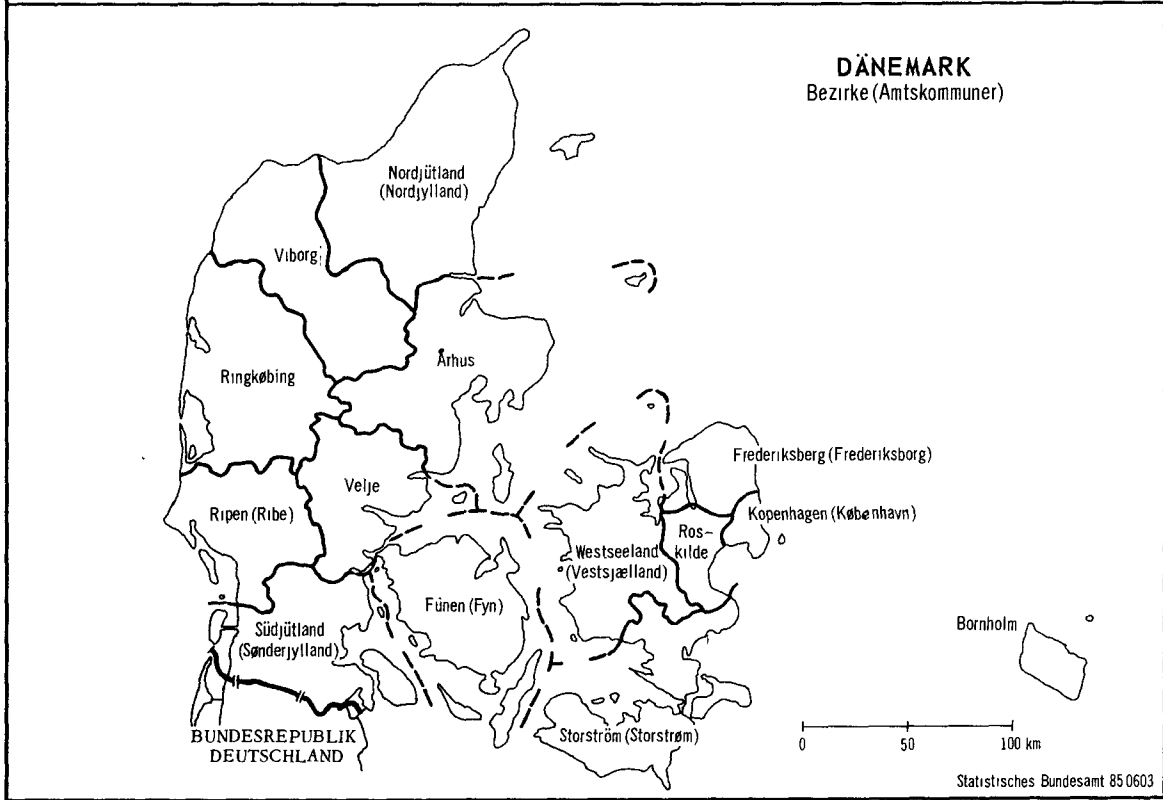 DÄNEMARK
Bezirke (Amtskommuner)
Nordjütland
(Nordjylland)
Viborg
Ringkøbing
Århus
Velje
Ripen (Ribe)
Frederiksberg (Frederiksborg)
Kopenhagen (København)
Ros-
kilde
Westseeland
(Vestsjælland)
Fünen (Fyn)
Südjütland
(Sønderjylland)
Bornholm
BUNDESREPUBLIK
DEUTSCHLAND
Storström (Storstrøm)
0 50 100 km
Statistisches Bundesamt 85 0603